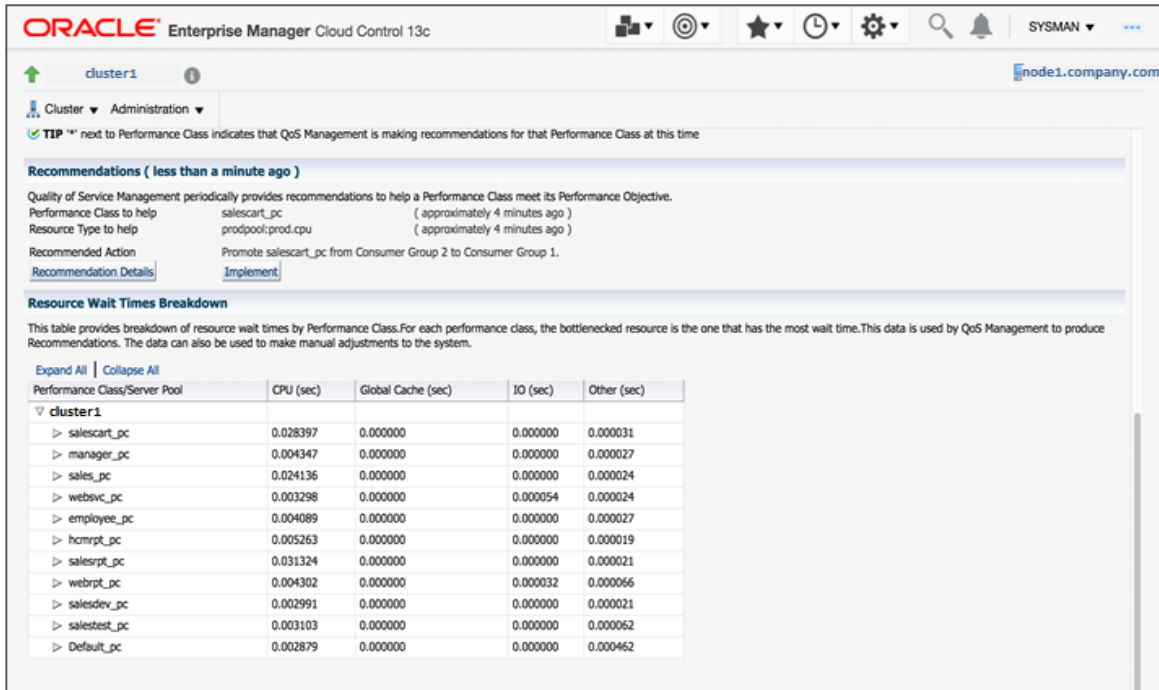 ORACLE® Enterprise Manager Cloud Control 13c SYSMAN
cluster1 node1.company.com
Cluster Administration
TIP '*' next to Performance Class indicates that QoS Management is making recommendations for that Performance Class at this time
Recommendations ( less than a minute ago )
Quality of Service Management periodically provides recommendations to help a Performance Class meet its Performance Objective.
Performance Class to help salescart_pc ( approximately 4 minutes ago )
Resource Type to help prodpool:prod.cpu ( approximately 4 minutes ago )
Recommended Action Promote salescart_pc from Consumer Group 2 to Consumer Group 1.
Recommendation Details Implement
Resource Wait Times Breakdown
This table provides breakdown of resource wait times by Performance Class.For each performance class, the bottlenecked resource is the one that has the most wait time.This data is used by QoS Management to produce
Recommendations. The data can also be used to make manual adjustments to the system.
Expand All | Collapse All
Performance Class/Server Pool CPU (sec) Global Cache (sec) IO (sec) Other (sec)
cluster1
salescart_pc 0.028397 0.000000 0.000000 0.000031
manager_pc 0.004347 0.000000 0.000000 0.000027
sales_pc 0.024136 0.000000 0.000000 0.000024
websvc_pc 0.003298 0.000000 0.000054 0.000024
employee_pc 0.004089 0.000000 0.000000 0.000027
hcmrpt_pc 0.005263 0.000000 0.000000 0.000019
salesrpt_pc 0.031324 0.000000 0.000000 0.000021
webrpt_pc 0.004302 0.000000 0.000032 0.000066
salesdev_pc 0.002991 0.000000 0.000000 0.000021
salestest_pc 0.003103 0.000000 0.000000 0.000062
Default_pc 0.002879 0.000000 0.000000 0.000462